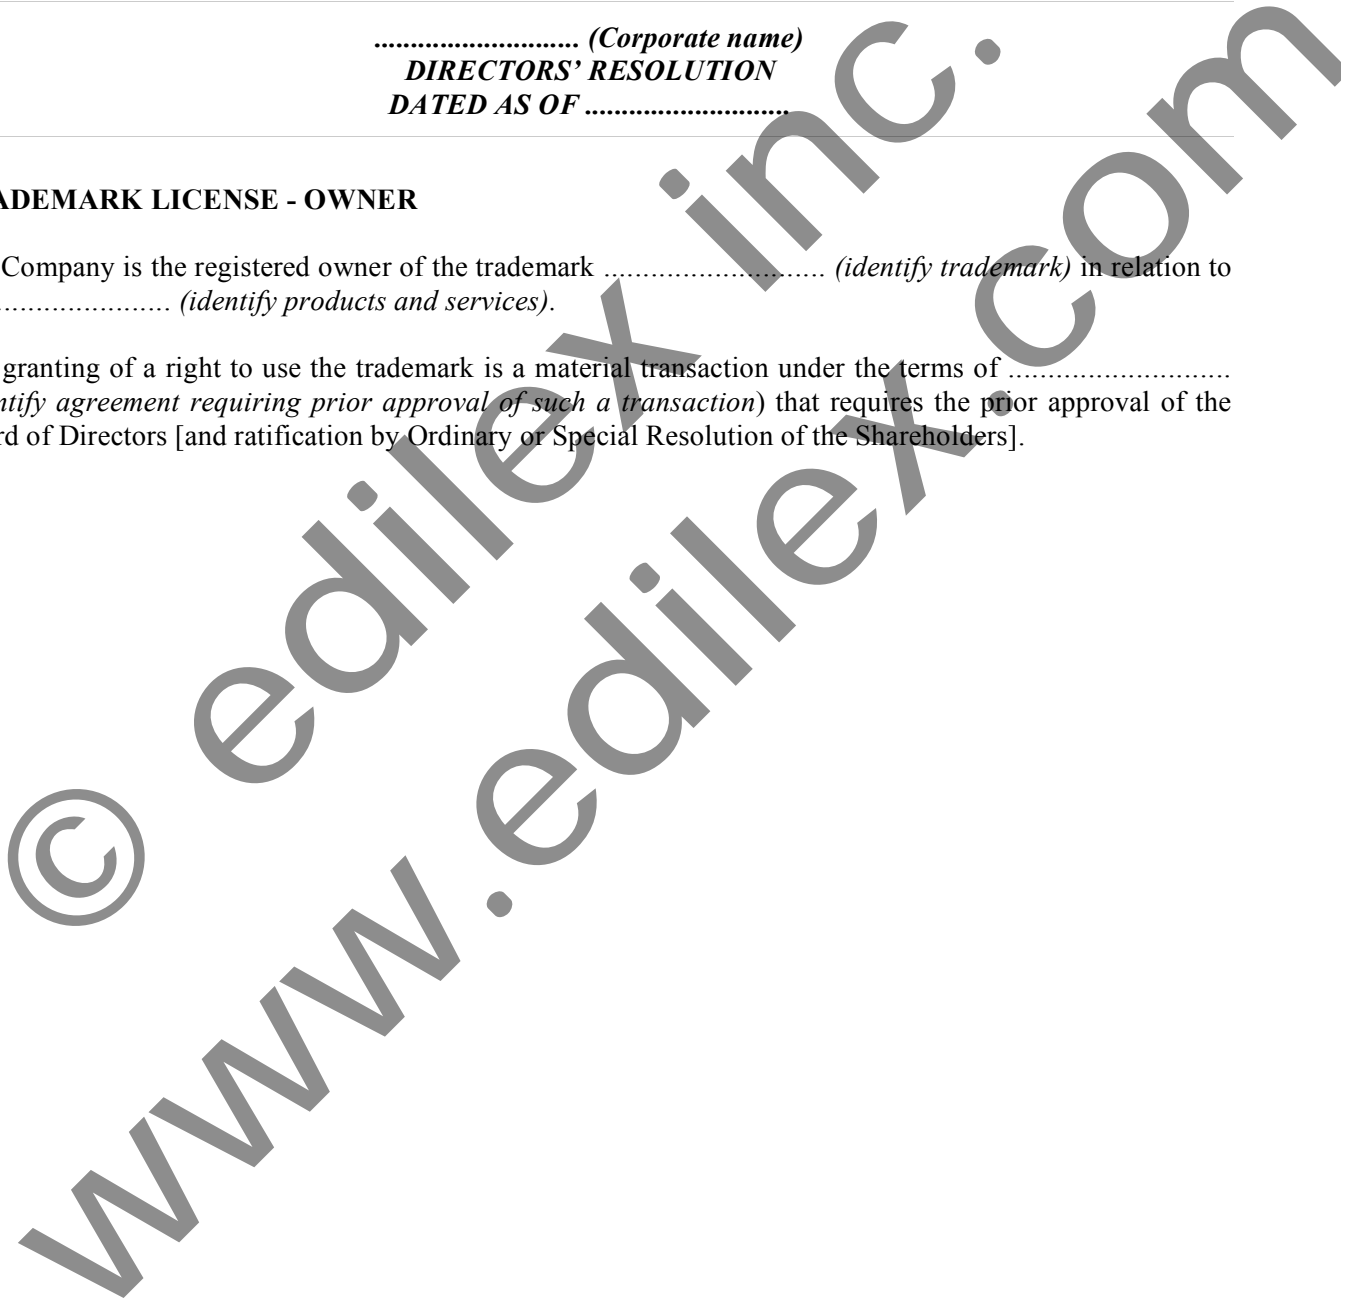 ............................ (Corporate name)
DIRECTORS’ RESOLUTION
DATED AS OF ............................
ADEMARK LICENSE - OWNER
Company is the registered owner of the trademark ............................ (identify trademark) in relation to
...................... (identify products and services).
granting of a right to use the trademark is a material transaction under the terms of ............................
ntify agreement requiring prior approval of such a transaction) that requires the prior approval of the
rd of Directors [and ratification by Ordinary or Special Resolution of the Shareholders].
© edilex inc.
www.edilex.com